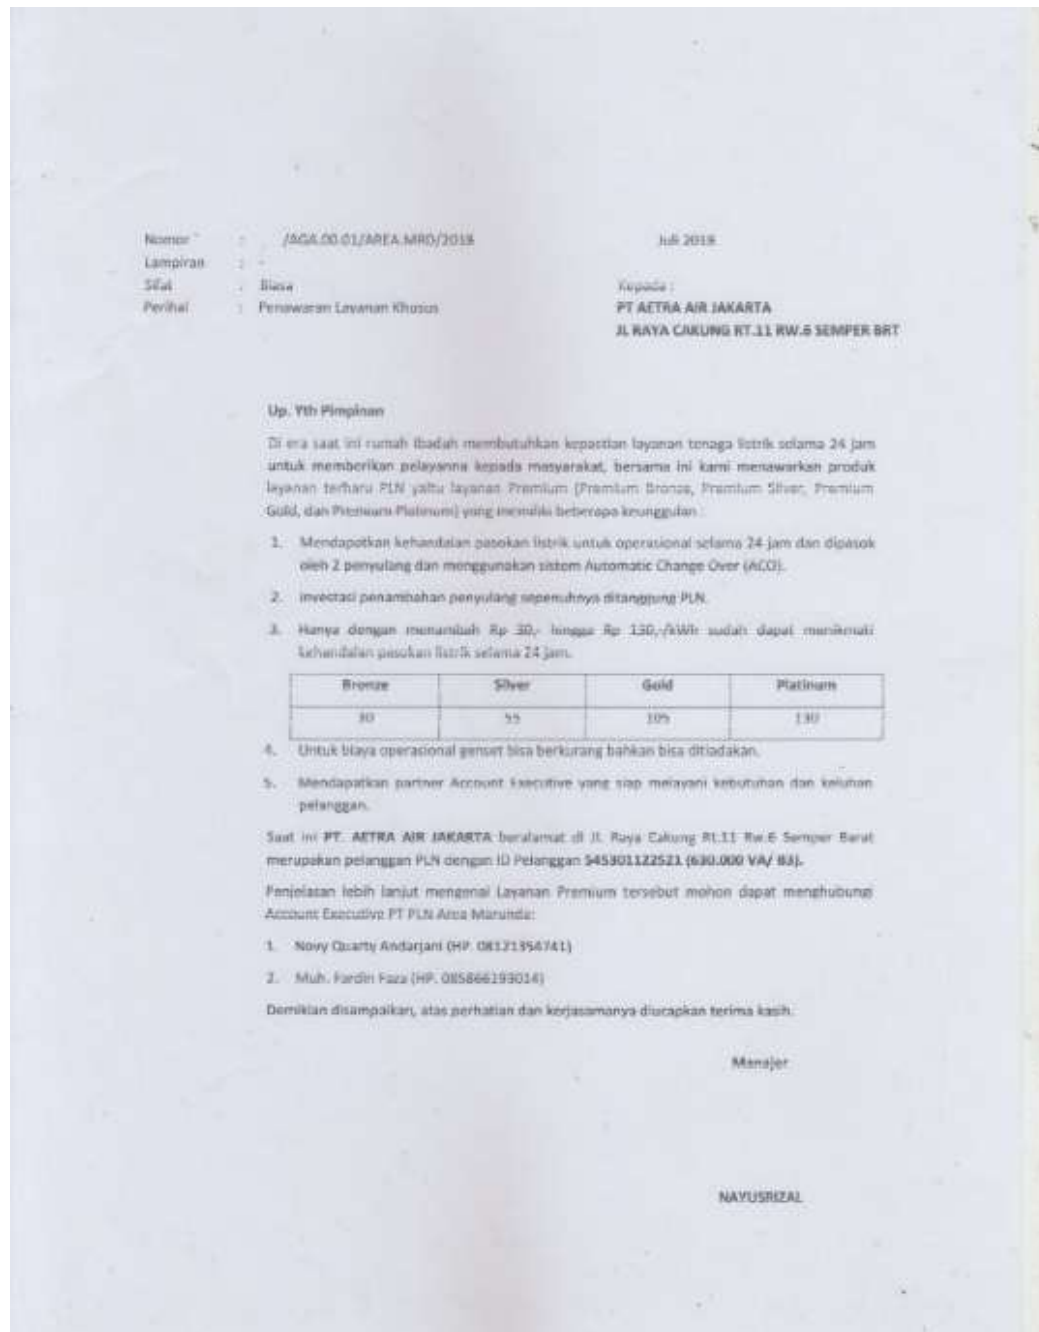 Nomor : /AGA.00.01/AREA.MRD/2018 Juli 2018
Lampiran : -
Sifat : Biasa Kepada :
Perihal : Penawaran Layanan Khusus PT AETRA AIR JAKARTA
JL RAYA CAKUNG RT.11 RW.6 SEMPER BRT
Up. Yth Pimpinan
Di era saat ini rumah ibadah membutuhkan kepastian layanan tenaga listrik selama 24 jam
untuk memberikan pelayanna kepada masyarakat, bersama ini kami menawarkan produk
layanan terbaru PLN yaitu layanan Premium (Premium Bronze, Premium Silver, Premium
Gold, dan Premium Platinum) yang memiliki beberapa keunggulan :
1. Mendapatkan kehandalan pasokan listrik untuk operasional selama 24 jam dan dipasok
oleh 2 penyulang dan menggunakan sistem Automatic Change Over (ACO).
2. Investasi penambahan penyulang sepenuhnya ditanggung PLN.
3. Hanya dengan menambah Rp 30,- hingga Rp 130,-/kWh sudah dapat menikmati
kehandalan pasokan listrik selama 24 jam.
Bronze Silver Gold Platinum
30 55 105 130
4. Untuk biaya operasional genset bisa berkurang bahkan bisa ditiadakan.
5. Mendapatkan partner Account Executive yang siap melayani kebutuhan dan keluhan
pelanggan.
Saat ini PT. AETRA AIR JAKARTA beralamat di Jl. Raya Cakung Rt.11 Rw.6 Semper Barat
merupakan pelanggan PLN dengan ID Pelanggan 545301122521 (630.000 VA/ B3).
Penjelasan lebih lanjut mengenai Layanan Premium tersebut mohon dapat menghubungi
Account Executive PT PLN Area Marunda:
1. Novy Quarty Andarjani (HP. 08121354741)
2. Muh. Fardin Faza (HP. 085866193014)
Demikian disampaikan, atas perhatian dan kerjasamanya diucapkan terima kasih.
Manajer
NAYUSRIZAL